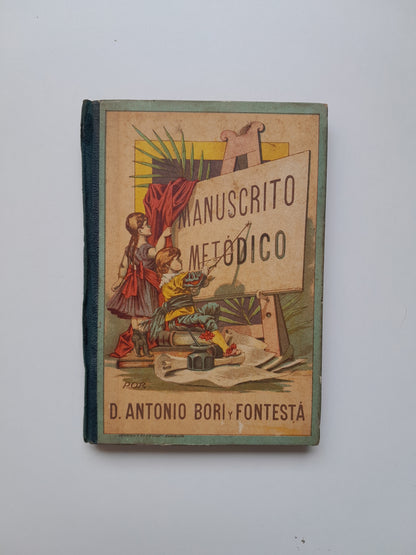 MANUSCRITO
METÓDICO
POR
D. ANTONIO BORI Y FONTESTÁ